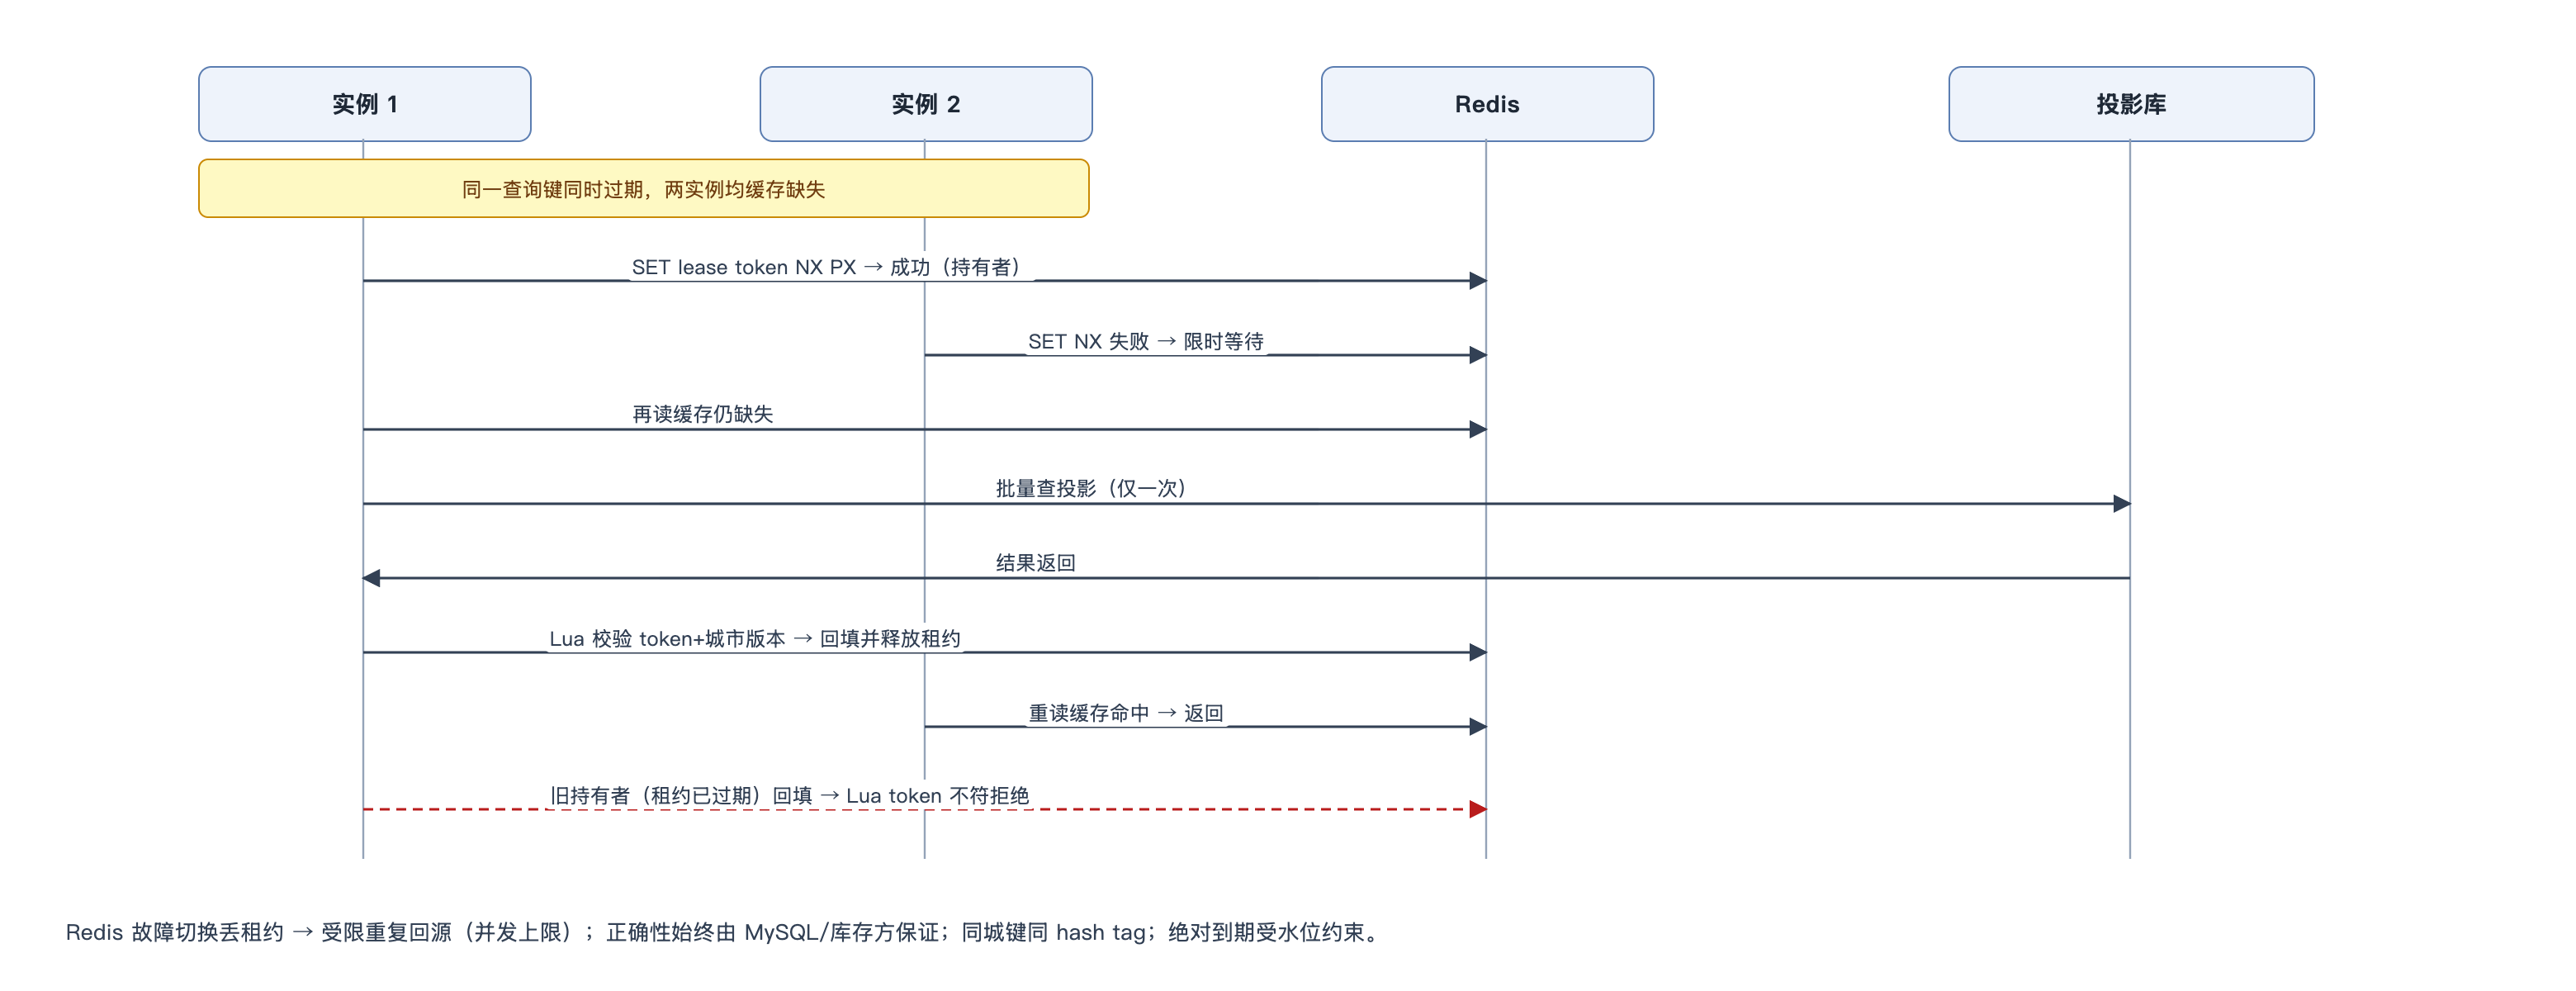 实例 1
实例 2
Redis
投影库
同一查询键同时过期，两实例均缓存缺失
SET lease token NX PX → 成功（持有者）
SET NX 失败 → 限时等待
再读缓存仍缺失
批量查投影（仅一次）
结果返回
Lua 校验 token+城市版本 → 回填并释放租约
重读缓存命中 → 返回
旧持有者（租约已过期）回填 → Lua token 不符拒绝
Redis 故障切换丢租约 → 受限重复回源（并发上限）；正确性始终由 MySQL/库存方保证；同城键同 hash tag；绝对到期受水位约束。